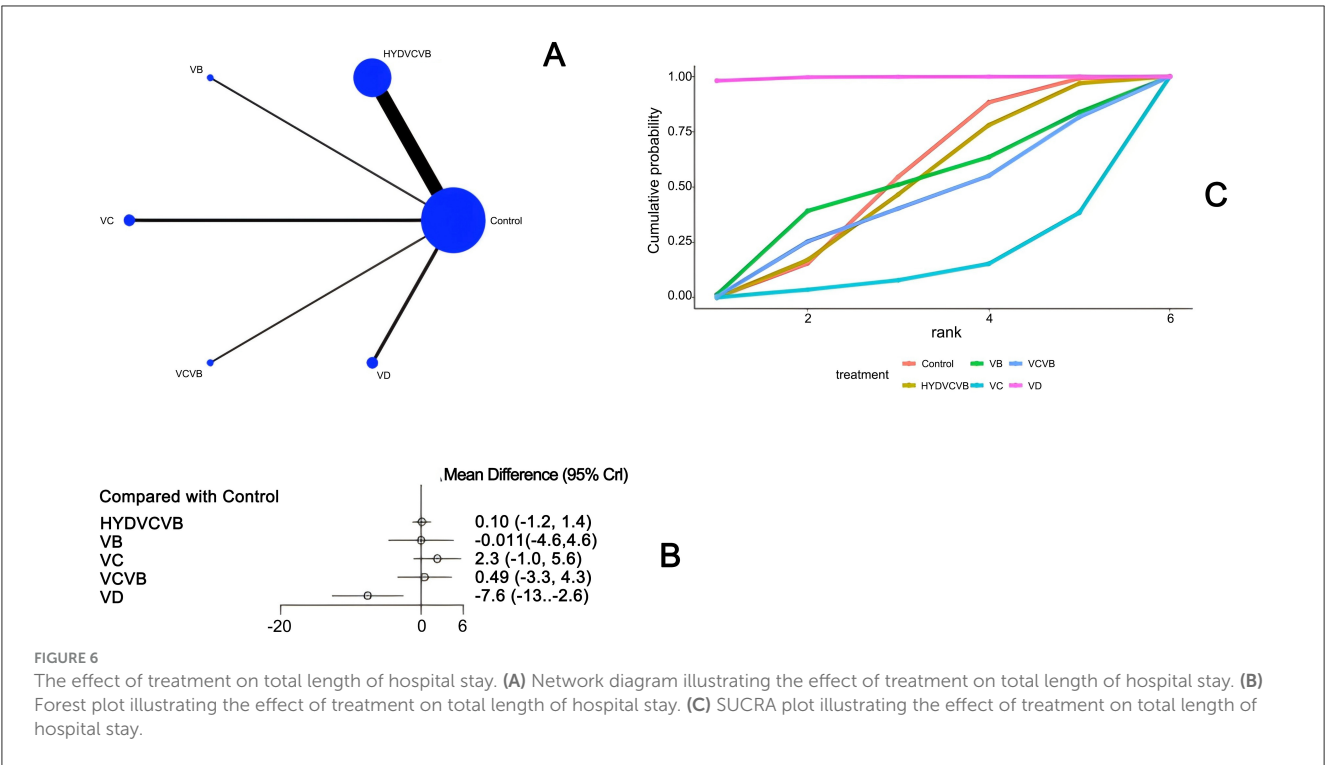 A
HYDVCVB
VB
Control
VC
VCVB
VD
1.00
0.75
0.50
0.25
0.00
Cumulative probability
2 4 6
rank
C
treatment
Control VB VCVB
HYDVCVB VC VD
Mean Difference (95% CrI)
Compared with Control
HYDVCVB 0.10 (-1.2, 1.4)
VB -0.011(-4.6,4.6)
VC 2.3 (-1.0, 5.6)
VCVB 0.49 (-3.3, 4.3)
VD -7.6 (-13..-2.6)
-20 0 6
B
FIGURE 6
The effect of treatment on total length of hospital stay. (A) Network diagram illustrating the effect of treatment on total length of hospital stay. (B)
Forest plot illustrating the effect of treatment on total length of hospital stay. (C) SUCRA plot illustrating the effect of treatment on total length of
hospital stay.